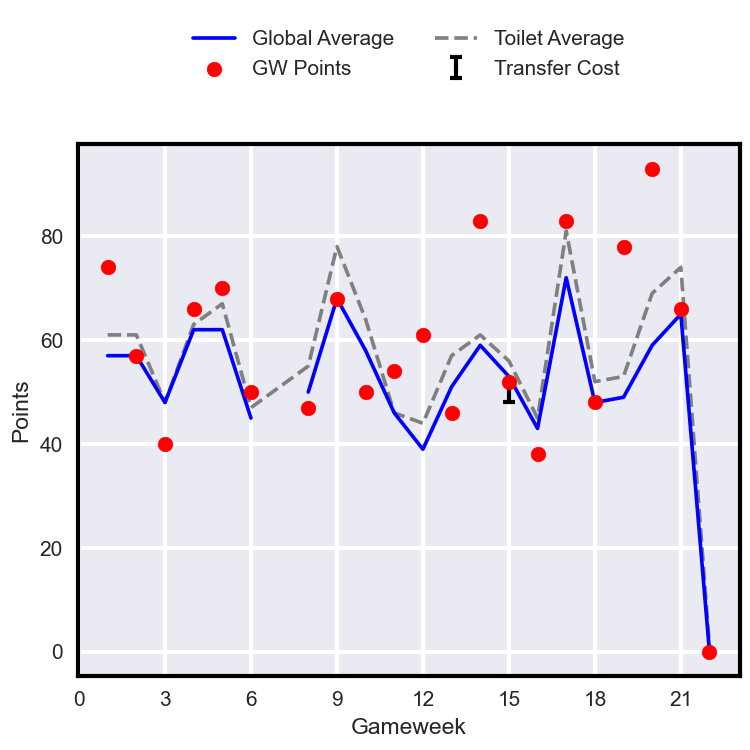 Global Average
Toilet Average
GW Points
Transfer Cost
80
60
40
20
0
Points
0 3 6 9 12 15 18 21
Gameweek